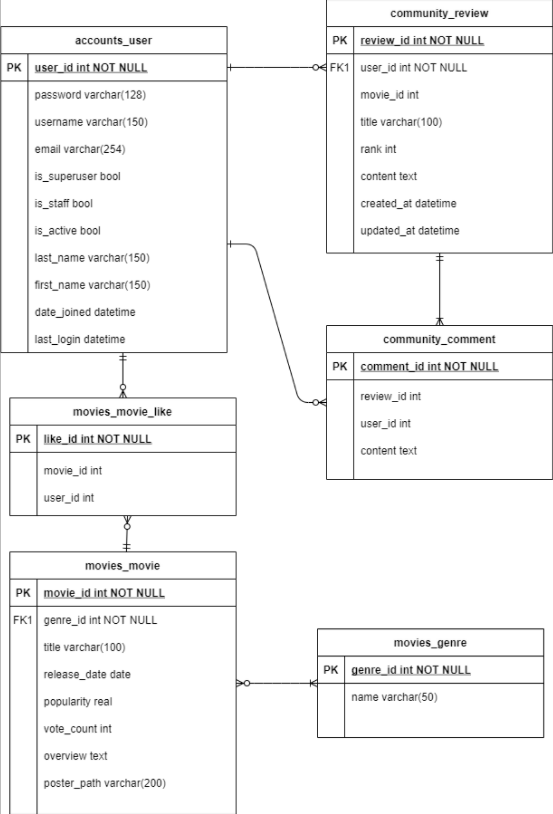 community_review
PK review_id int NOT NULL
FK1 user_id int NOT NULL
movie_id int
title varchar(100)
rank int
content text
created_at datetime
updated_at datetime
accounts_user
PK user_id int NOT NULL
password varchar(128)
username varchar(150)
email varchar(254)
is_superuser bool
is_staff bool
is_active bool
last_name varchar(150)
first_name varchar(150)
date_joined datetime
last_login datetime
community_comment
PK comment_id int NOT NULL
review_id int
user_id int
content text
movies_movie_like
PK like_id int NOT NULL
movie_id int
user_id int
movies_movie
PK movie_id int NOT NULL
FK1 genre_id int NOT NULL
title varchar(100)
release_date date
popularity real
vote_count int
overview text
poster_path varchar(200)
movies_genre
PK genre_id int NOT NULL
name varchar(50)